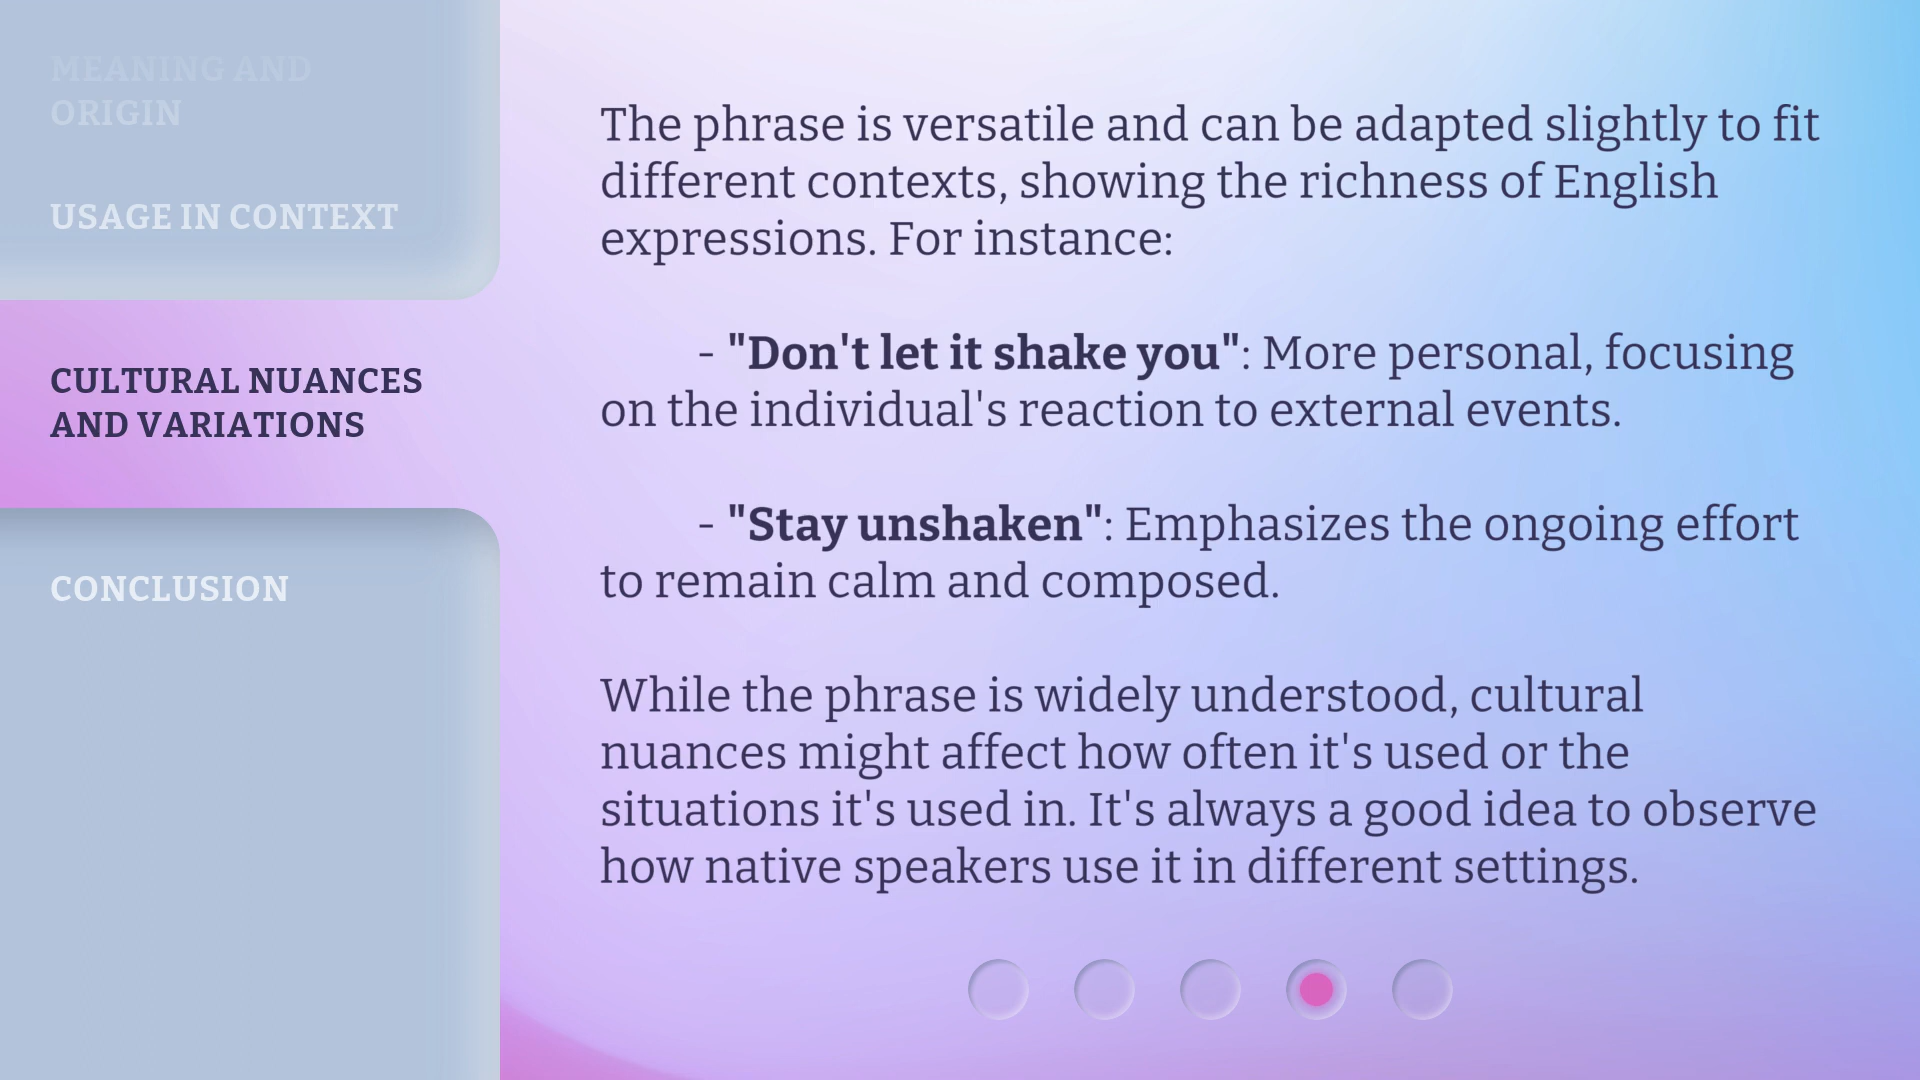 MEANING AND
ORIGIN
USAGE IN CONTEXT
CULTURAL NUANCES
AND VARIATIONS
CONCLUSION
The phrase is versatile and can be adapted slightly to fit
different contexts, showing the richness of English
expressions. For instance:
- "Don't let it shake you": More personal, focusing
on the individual's reaction to external events.
- "Stay unshaken": Emphasizes the ongoing effort
to remain calm and composed.
While the phrase is widely understood, cultural
nuances might affect how often it's used or the
situations it's used in. It's always a good idea to observe
how native speakers use it in different settings.